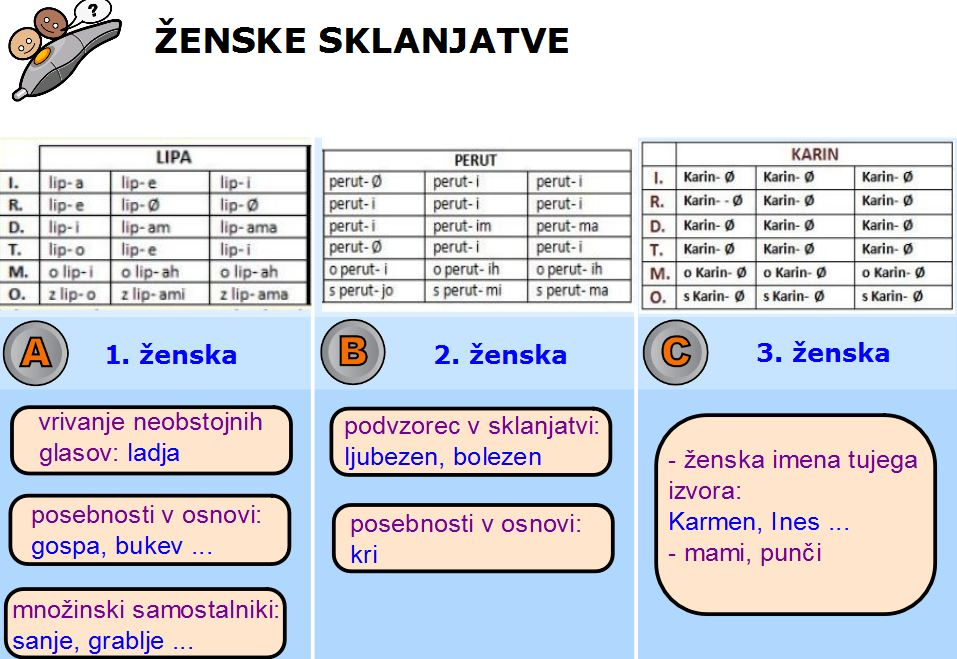 ?
ŽENSKE SKLANJATVE
LIPA
I. lip- a lip- e lip- i
R. lip- e lip- Ø lip- Ø
D. lip- i lip- am lip- ama
T. lip- o lip- e lip- i
M. o lip- i o lip- ah o lip- ah
O. z lip- o z lip- ami z lip- ama
PERUT
perut- Ø perut- i perut- i
perut- i perut- i perut- i
perut- i perut- im perut- ma
perut- Ø perut- i perut- i
o perut- i o perut- ih o perut- ih
s perut- jo s perut- mi s perut- ma
KARIN
I. Karin- Ø Karin- Ø Karin- Ø
R. Karin- - Ø Karin- Ø Karin- Ø
D. Karin- Ø Karin- Ø Karin- Ø
T. Karin- Ø Karin- Ø Karin- Ø
M. o Karin- Ø o Karin- Ø o Karin- Ø
O. s Karin- Ø s Karin- Ø s Karin- Ø
A 1. ženska
B 2. ženska
C 3. ženska
vrivanje neobstojnih
glasov: ladja
posebnosti v osnovi:
gospa, bukev ...
množinski samostalniki:
sanje, grablje ...
podvzorec v sklanjatvi:
ljubezen, bolezen
posebnosti v osnovi:
kri
- ženska imena tujega
izvora:
Karmen, Ines ...
- mami, punči